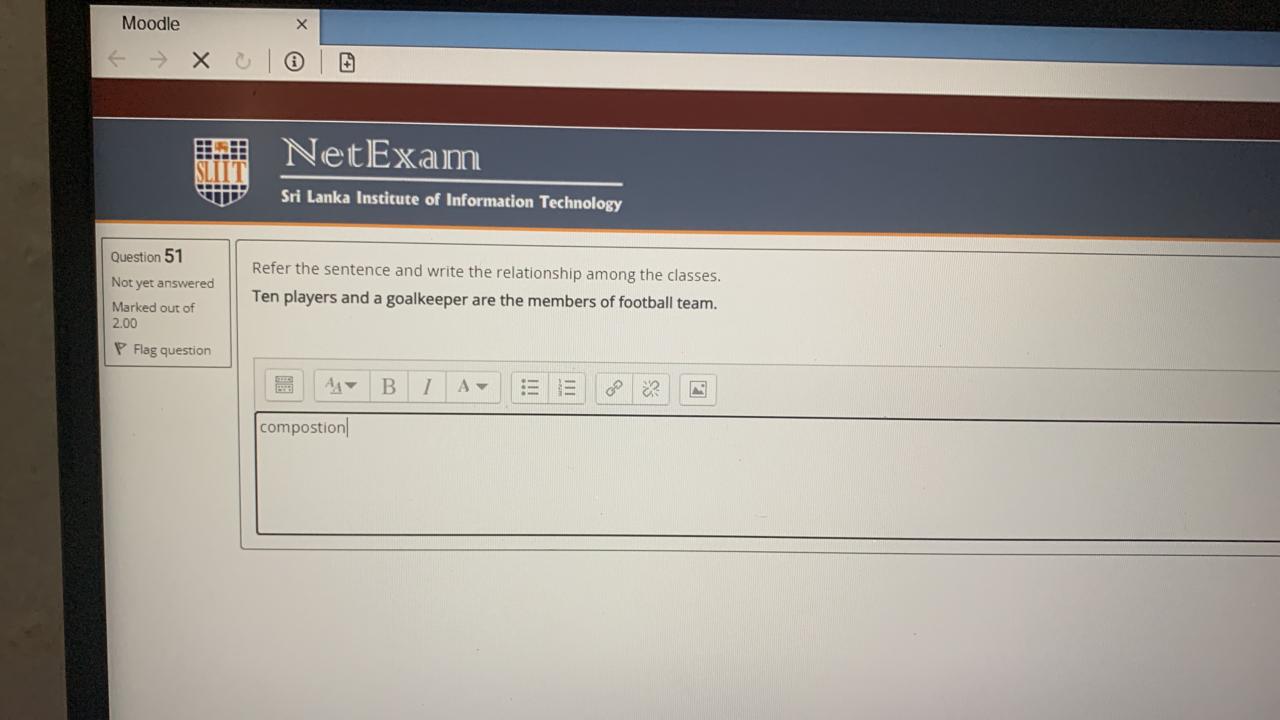 Moodle
NetExam
SLIIT
Sri Lanka Institute of Information Technology
Question 51
Not yet answered
Marked out of
2.00
Flag question
Refer the sentence and write the relationship among the classes.
Ten players and a goalkeeper are the members of football team.
compostion